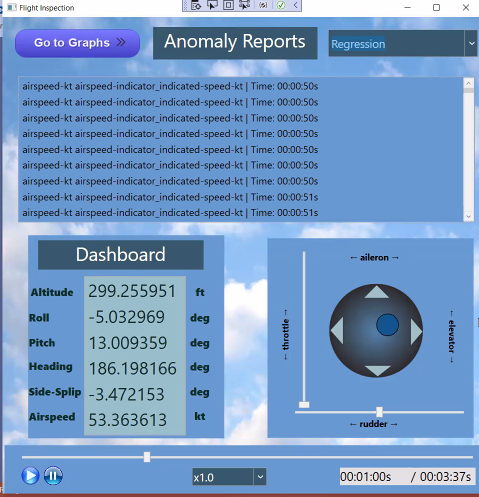 Flight Inspection
Go to Graphs »
Anomaly Reports
Regression
airspeed-kt airspeed-indicator_indicated-speed-kt | Time: 00:00:50s
airspeed-kt airspeed-indicator_indicated-speed-kt | Time: 00:00:50s
airspeed-kt airspeed-indicator_indicated-speed-kt | Time: 00:00:50s
airspeed-kt airspeed-indicator_indicated-speed-kt | Time: 00:00:50s
airspeed-kt airspeed-indicator_indicated-speed-kt | Time: 00:00:50s
airspeed-kt airspeed-indicator_indicated-speed-kt | Time: 00:00:50s
airspeed-kt airspeed-indicator_indicated-speed-kt | Time: 00:00:50s
airspeed-kt airspeed-indicator_indicated-speed-kt | Time: 00:00:51s
airspeed-kt airspeed-indicator_indicated-speed-kt | Time: 00:00:51s
Dashboard
Altitude 299.255951 ft
Roll -5.032969 deg
Pitch 13.009359 deg
Heading 186.198166 deg
Side-Splip -3.472153 deg
Airspeed 53.363613 kt
← aileron →
← throttle →
← elevator →
← rudder →
x1.0
00:01:00s / 00:03:37s